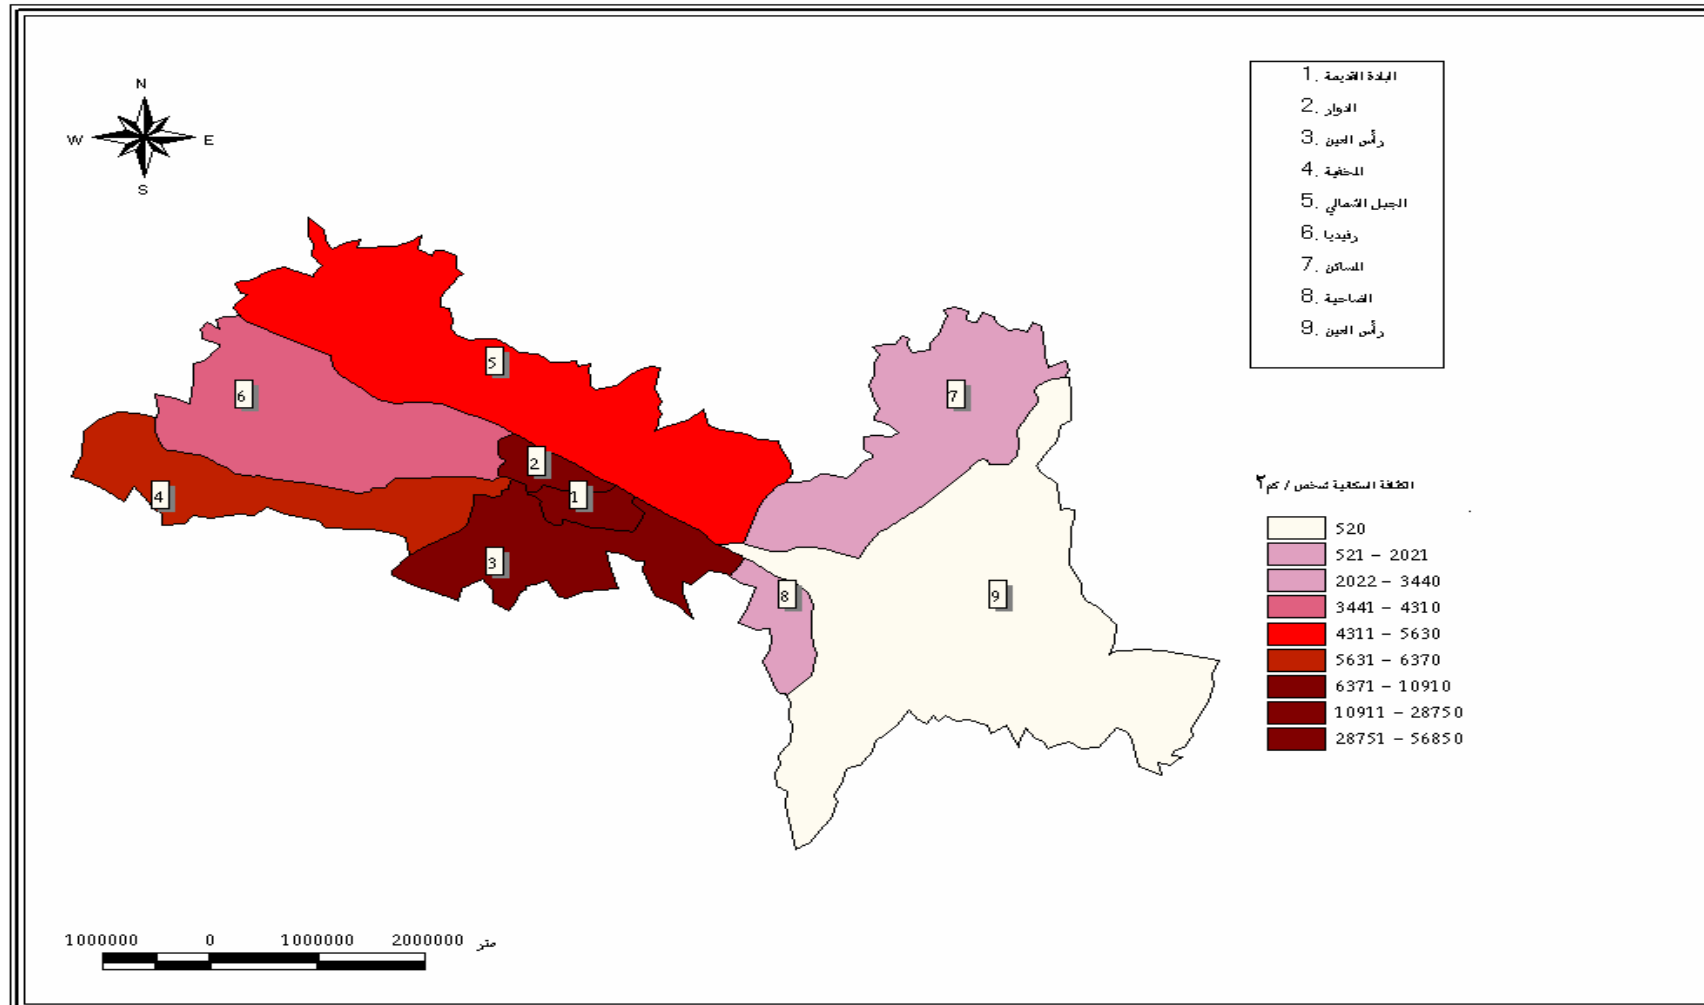 N
W E
S
1. البلدة القديمة
2. الدوار
3. رأس العين
4. المخفية
5. الجبل الشمالي
6. رفيديا
7. المساكن
8. الضاحية
9. رأس العين
5
6
7
2
4
1
3
8
9
الكثافة السكانية شخص / كم٢
520
521 - 2021
2022 - 3440
3441 - 4310
4311 - 5630
5631 - 6370
6371 - 10910
10911 - 28750
28751 - 56850
1000000 0 1000000 2000000 متر